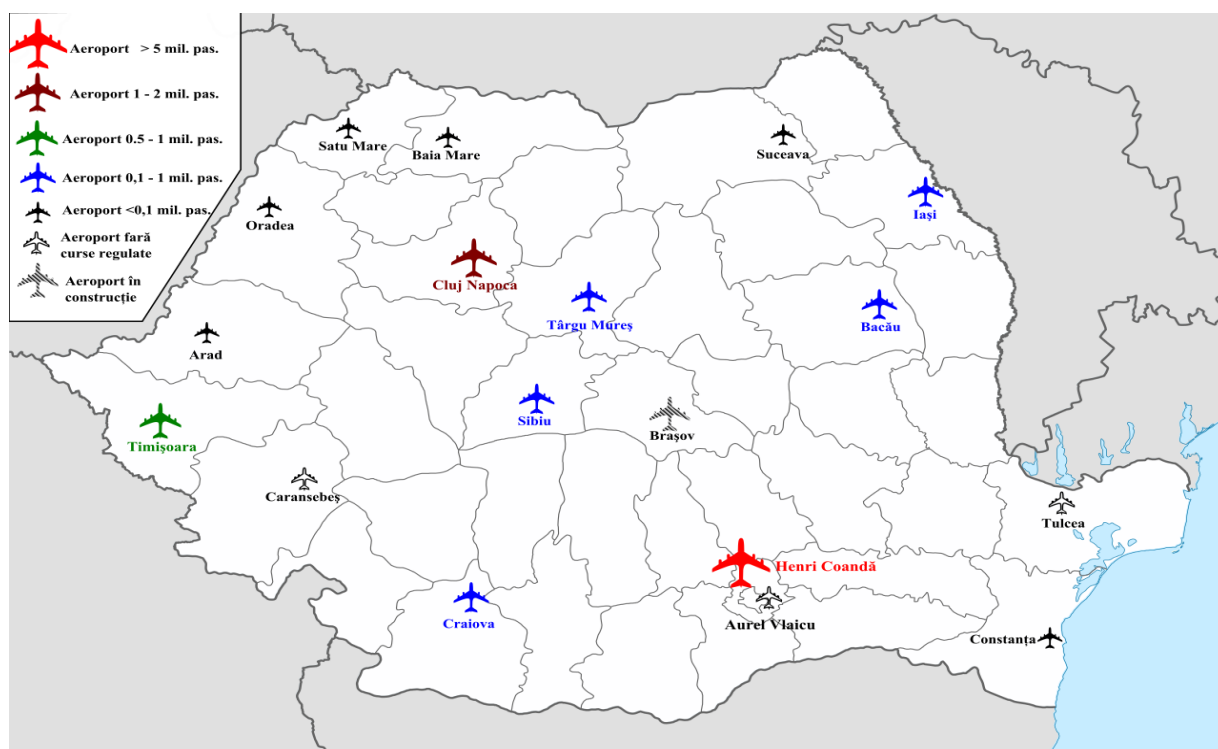 Aeroport > 5 mil. pas.
Aeroport 1 - 2 mil. pas.
Aeroport 0.5 - 1 mil. pas.
Aeroport 0,1 - 1 mil. pas.
Aeroport <0,1 mil. pas.
Aeroport fară
curse regulate
Aeroport în
construcție
Satu Mare
Baia Mare
Suceava
Iași
Oradea
Cluj Napoca
Târgu Mureș
Bacău
Arad
Timișoara
Sibiu
Brașov
Caransebeș
Tulcea
Henri Coandă
Craiova
Aurel Vlaicu
Constanța